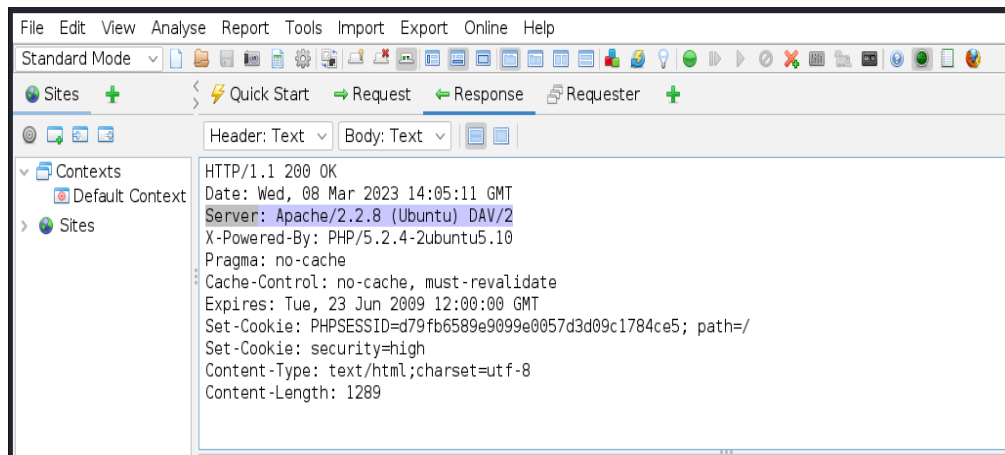 File Edit View Analyse Report Tools Import Export Online Help
Standard Mode
Sites Quick Start Request Response Requester
Header: Text Body: Text
Contexts
Default Context
Sites
HTTP/1.1 200 OK
Date: Wed, 08 Mar 2023 14:05:11 GMT
Server: Apache/2.2.8 (Ubuntu) DAV/2
X-Powered-By: PHP/5.2.4-2ubuntu5.10
Pragma: no-cache
Cache-Control: no-cache, must-revalidate
Expires: Tue, 23 Jun 2009 12:00:00 GMT
Set-Cookie: PHPSESSID=d79fb6589e9099e0057d3d09c1784ce5; path=/
Set-Cookie: security=high
Content-Type: text/html;charset=utf-8
Content-Length: 1289